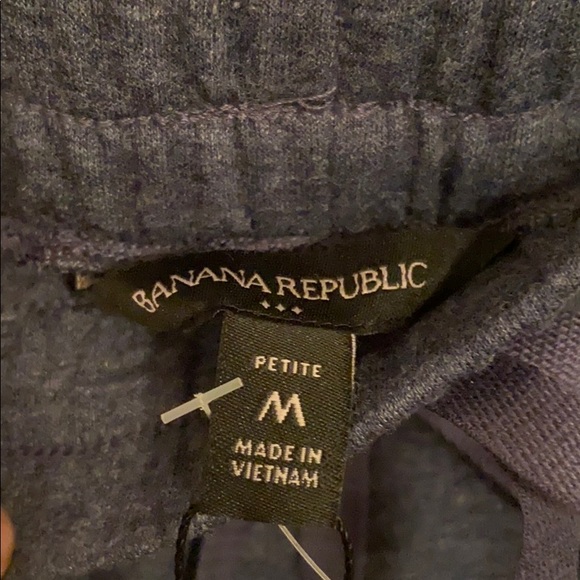 BANANA REPUBLIC
PETITE
M
MADE IN
VIETNAM